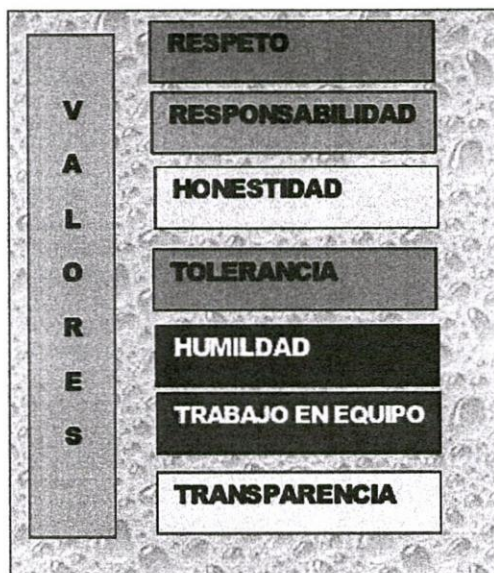 VALORES
RESPETO
RESPONSABILIDAD
HONESTIDAD
TOLERANCIA
HUMILDAD
TRABAJO EN EQUIPO
TRANSPARENCIA